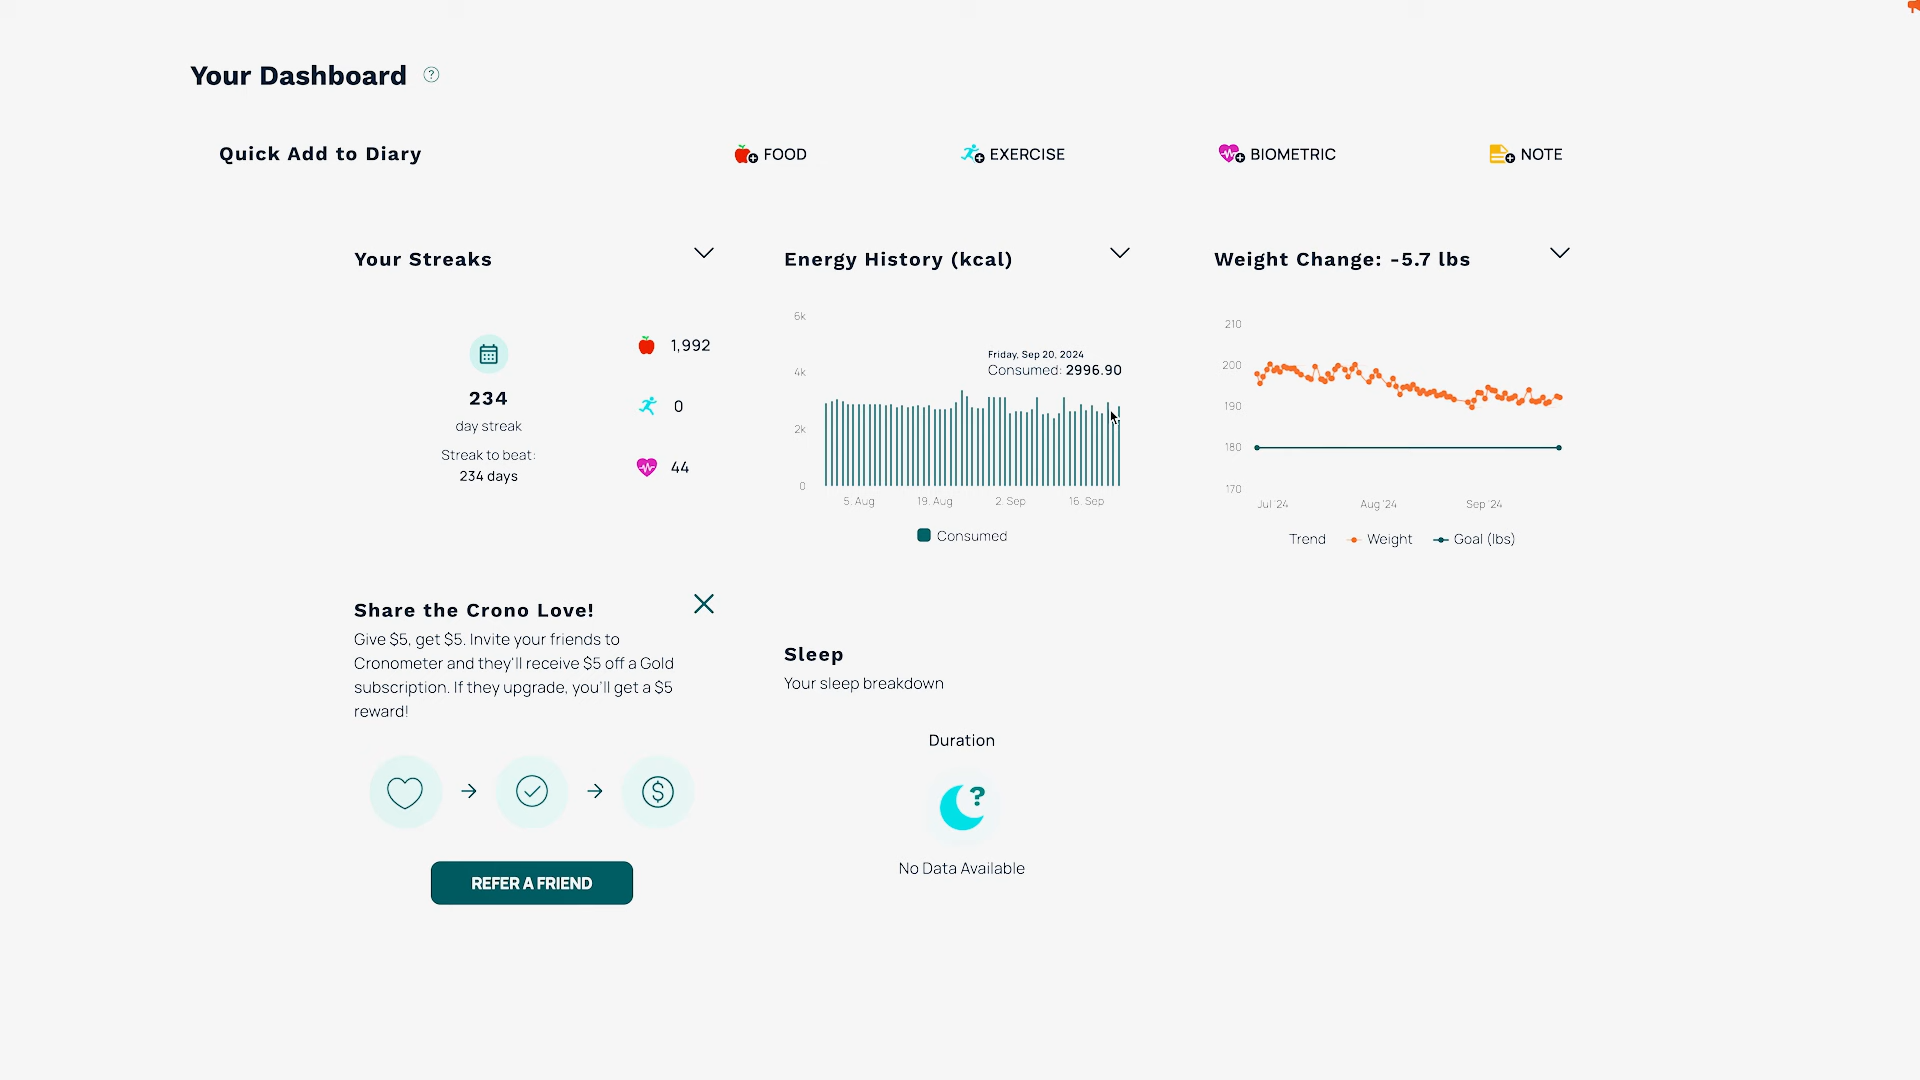 Your Dashboard ?
Quick Add to Diary
FOOD
EXERCISE
BIOMETRIC
NOTE
Your Streaks
234
day streak
Streak to beat:
234 days
1,992
0
44
Energy History (kcal)
6k
4k
2k
0
Friday, Sep 20, 2024
Consumed: 2996.90
5. Aug
19. Aug
2. Sep
16. Sep
Consumed
Weight Change: -5.7 lbs
210
200
190
180
170
Jul '24
Aug '24
Sep '24
Trend
Weight
Goal (lbs)
Share the Crono Love!
Give $5, get $5. Invite your friends to
Cronometer and they'll receive $5 off a Gold
subscription. If they upgrade, you'll get a $5
reward!
$
REFER A FRIEND
Sleep
Your sleep breakdown
Duration
?
No Data Available